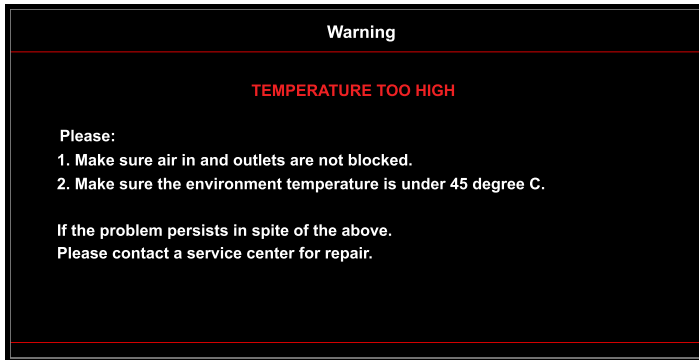 Warning
TEMPERATURE TOO HIGH
Please:
1. Make sure air in and outlets are not blocked.
2. Make sure the environment temperature is under 45 degree C.
If the problem persists in spite of the above.
Please contact a service center for repair.